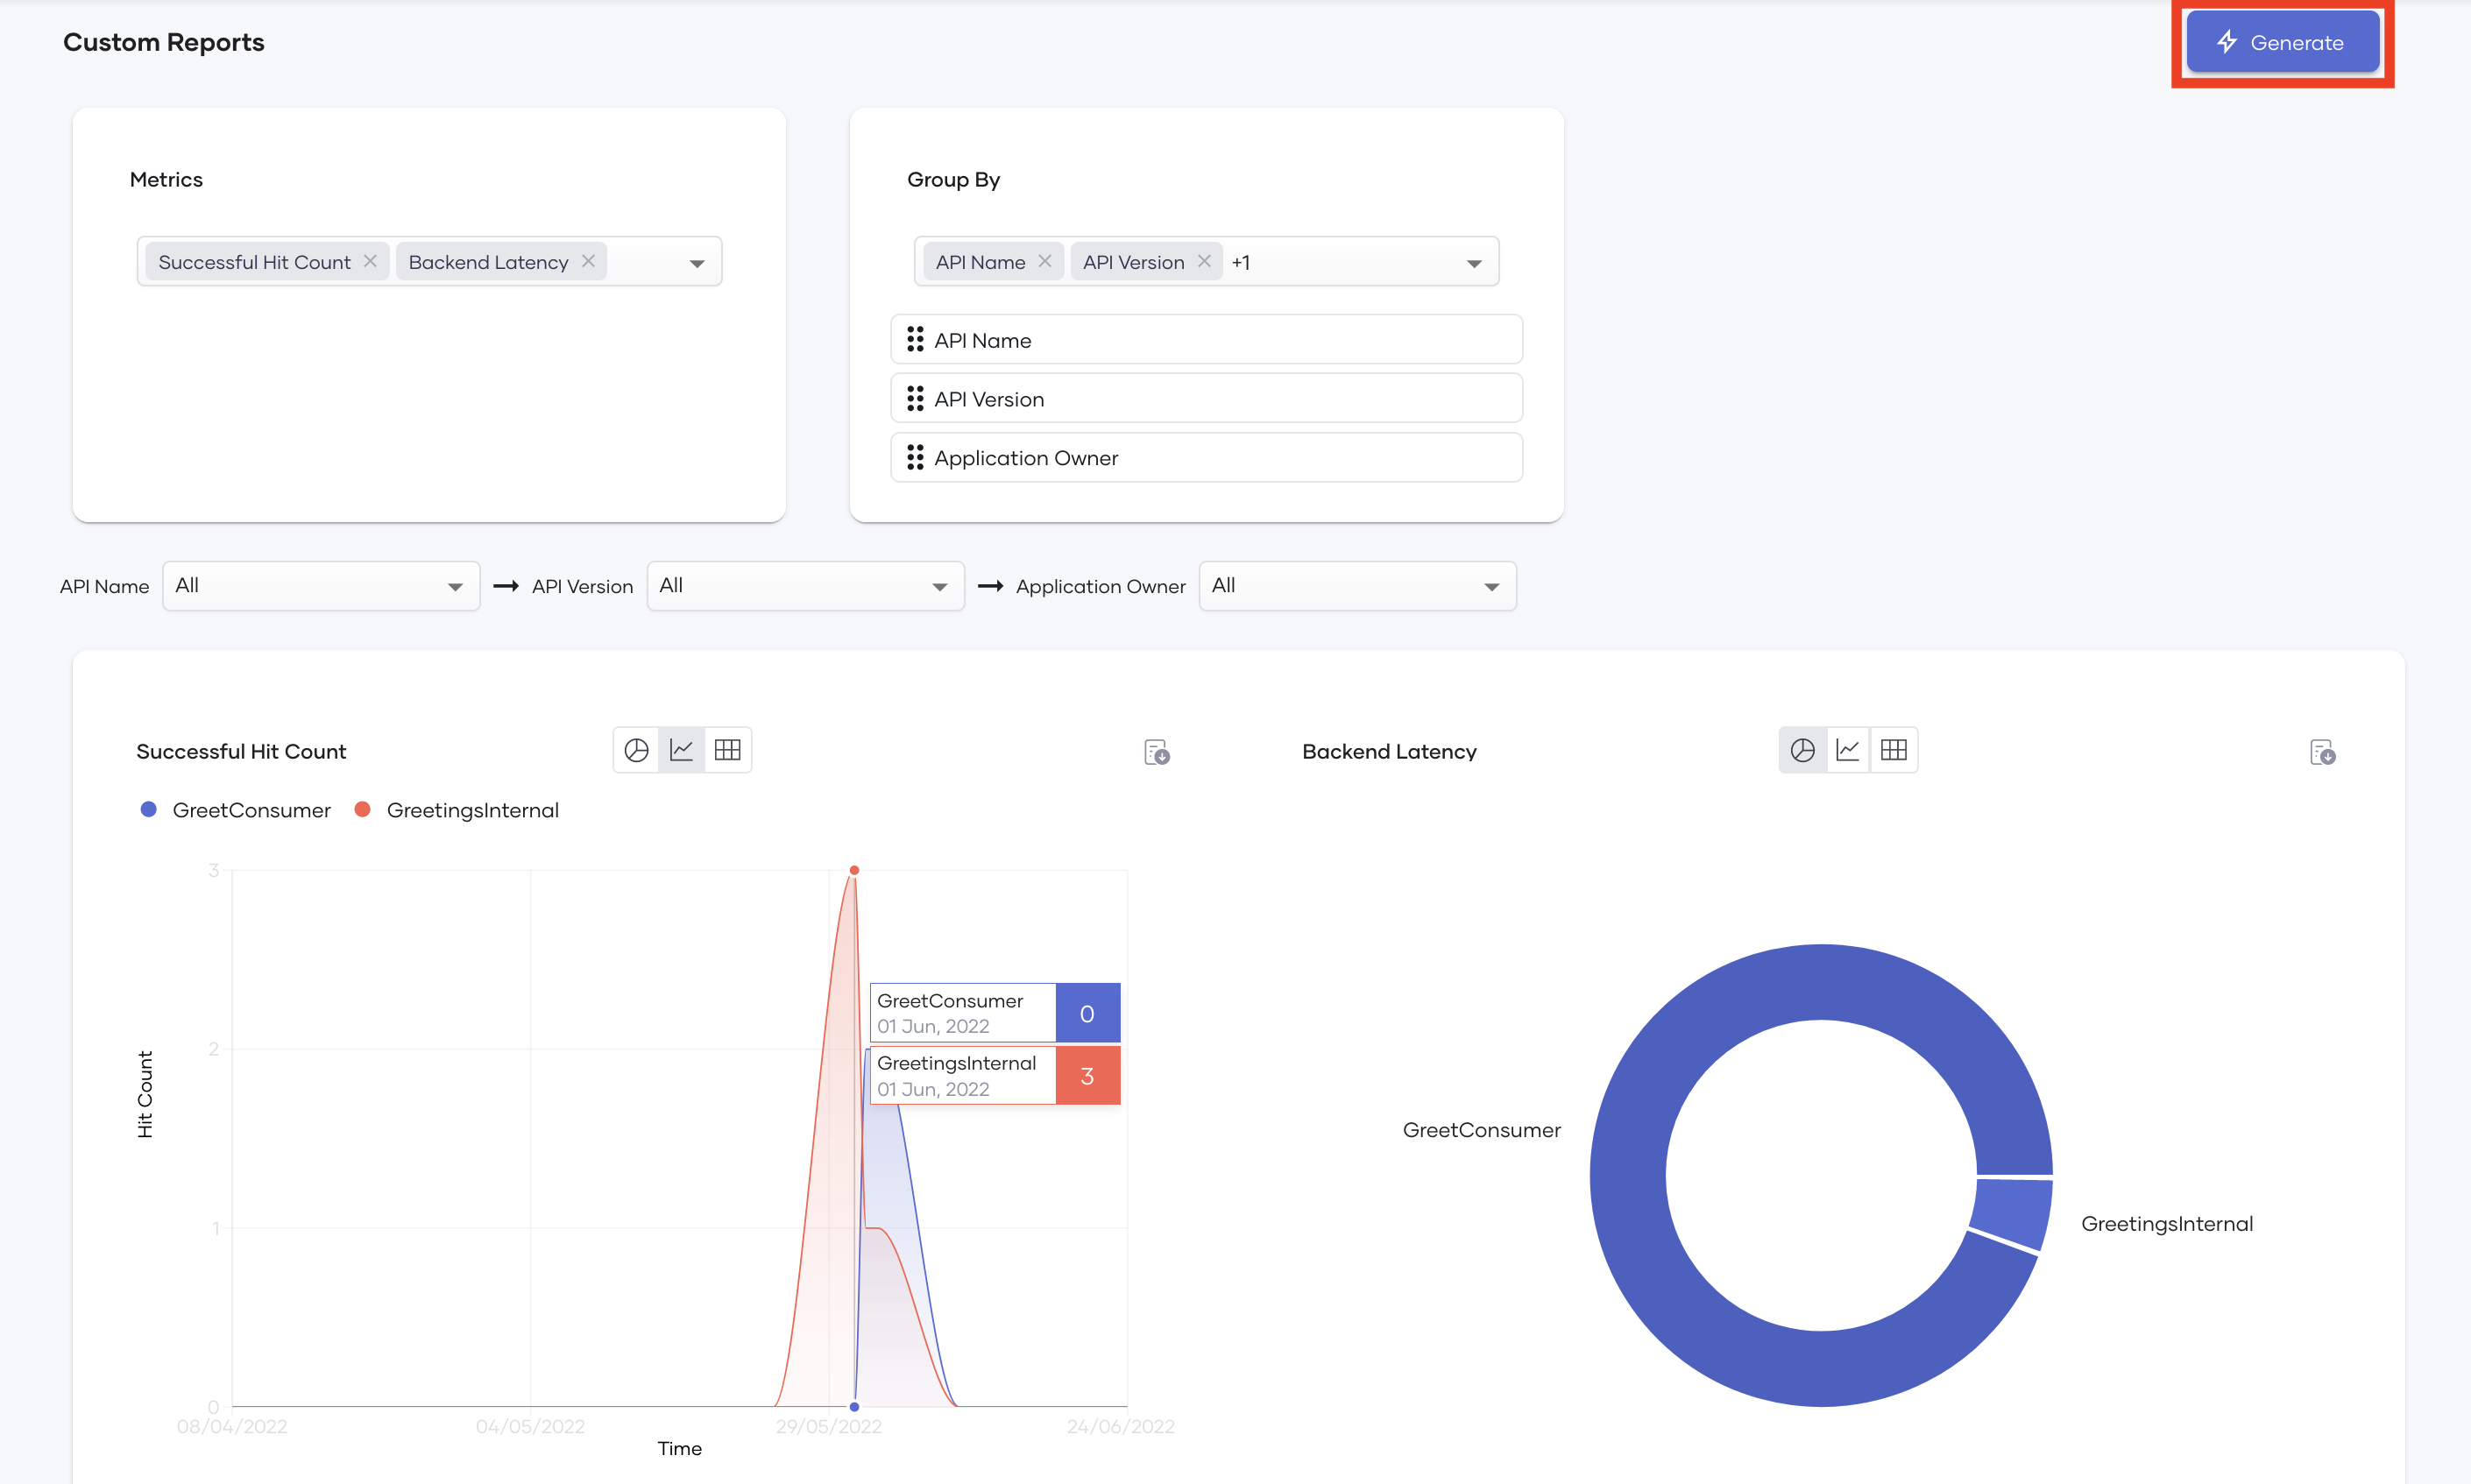 Custom Reports
Generate
Metrics
Group By
Successful Hit Count
Backend Latency
API Name
API Version
+1
API Name
API Version
Application Owner
API Name
All
API Version
All
Application Owner
All
Successful Hit Count
Backend Latency
GreetConsumer
GreetingsInternal
3
2
1
0
Hit Count
GreetConsumer
01 Jun, 2022
0
GreetingsInternal
01 Jun, 2022
3
08/04/2022
04/05/2022
29/05/2022
24/06/2022
Time
GreetConsumer
GreetingsInternal